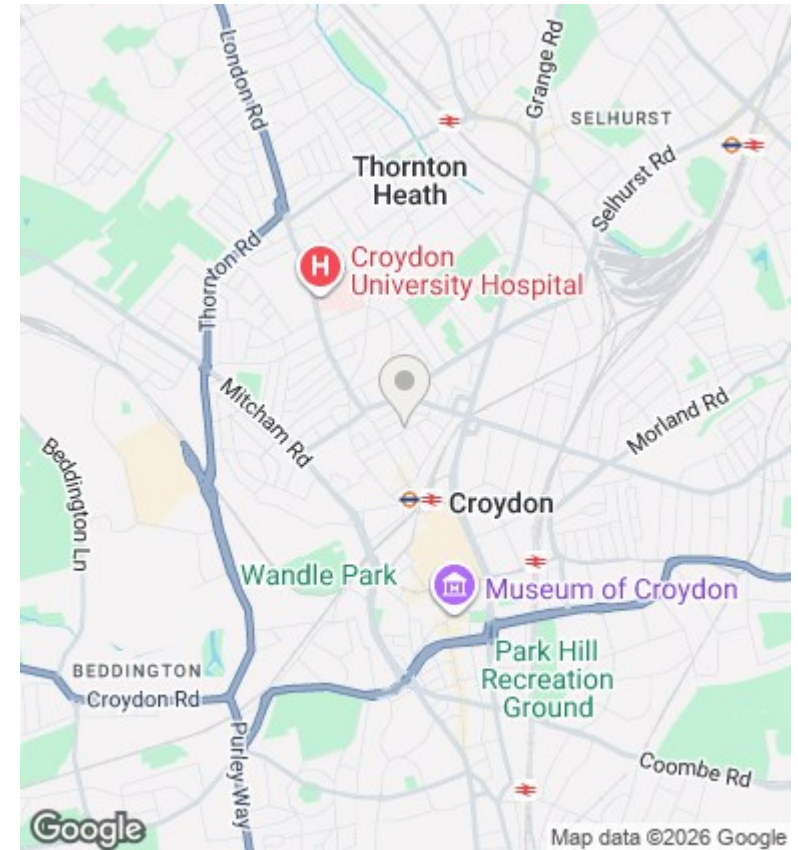 London Rd
Grange Rd
SELHURST
Thornton
Heath
Selhurst Rd
Croydon
University Hospital
Thornton Rd
Mitcham Rd
Morland Rd
Beddington Ln
Croydon
Wandle Park
Museum of Croydon
Park Hill
Recreation
Ground
BEDDINGTON
Croydon Rd
Purley Way
Coombe Rd
Google
Map data ©2026 Google